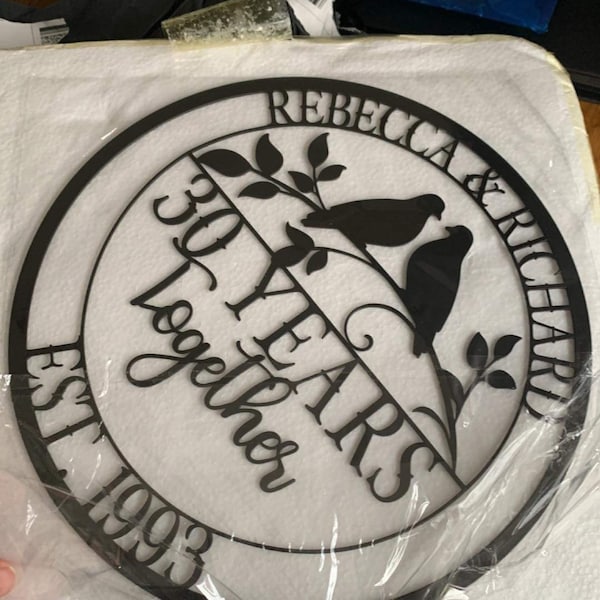 REBECCA & RICHARD
30 YEARS
Together
EST. 1993